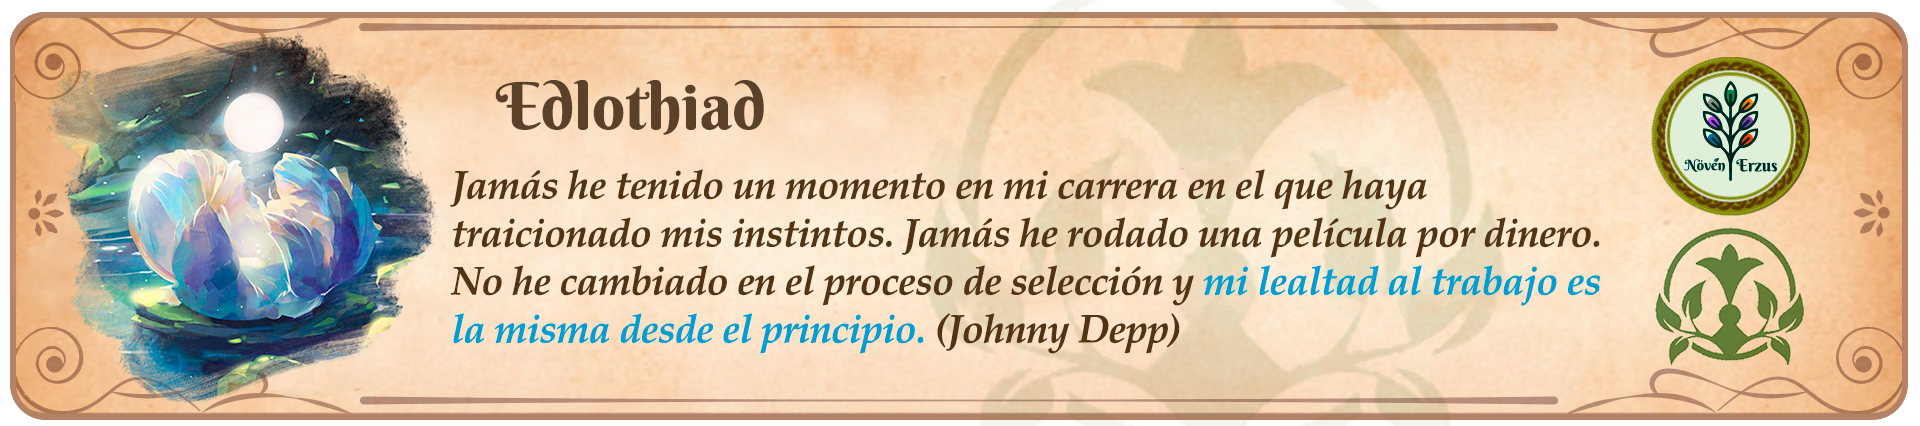 Edlothiad
Jamás he tenido un momento en mi carrera en el que haya
traicionado mis instintos. Jamás he rodado una película por dinero.
No he cambiado en el proceso de selección y mi lealtad al trabajo es
la misma desde el principio. (Johnny Depp)
Növén Erzus